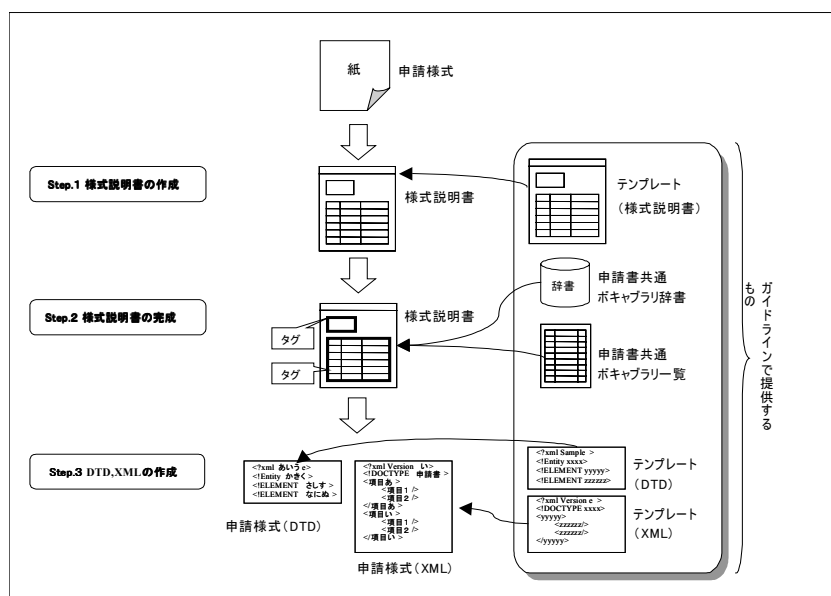 紙
申請様式
Step.1 様式説明書の作成
様式説明書
テンプレート
(様式説明書)
Step.2 様式説明書の完成
タグ
タグ
様式説明書
辞書
申請書共通
ボキャブラリ辞書
申請書共通
ボキャブラリ一覧
ガイドラインで提供する
もの
Step.3 DTD,XMLの作成
<?xml あいうe>
<!Entity かきく>
<!ELEMENT さしす>
<!ELEMENT なにぬ>
申請様式(DTD)
<?xml Version い>
<!DOCTYPE 申請書>
<項目あ>
<項目1 />
<項目2 />
</項目あ>
<項目い>
<項目1 />
<項目2 />
</項目い>
申請様式(XML)
<?xml Sample >
<!Entity xxxx>
<!ELEMENT yyyyy>
<!ELEMENT zzzzzz>
テンプレート
(DTD)
<?xml Version e >
<!DOCTYPE xxxx>
<yyyyy>
<zzzzzz/>
<zzzzzz/>
</yyyyy>
テンプレート
(XML)